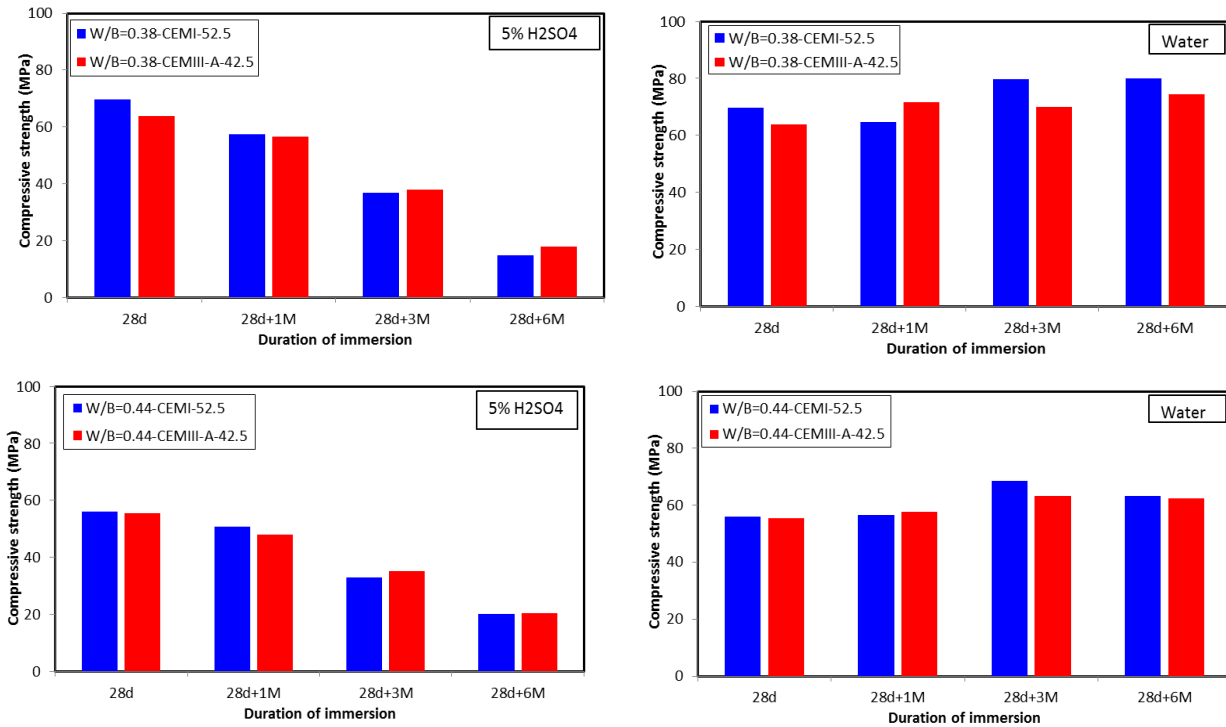 5% H2SO4
W/B=0.38-CEMI-52.5
W/B=0.38-CEMIII-A-42.5
Compressive strength (MPa)
100
80
60
40
20
0
28d 28d+1M 28d+3M 28d+6M
Duration of immersion
Water
W/B=0.38-CEMI-52.5
W/B=0.38-CEMIII-A-42.5
Compressive strength (MPa)
100
80
60
40
20
0
28d 28d+1M 28d+3M 28d+6M
Duration of immersion
5% H2SO4
W/B=0.44-CEMI-52.5
W/B=0.44-CEMIII-A-42.5
Compressive strength (MPa)
100
80
60
40
20
0
28d 28d+1M 28d+3M 28d+6M
Duration of immersion
Water
W/B=0.44-CEMI-52.5
W/B=0.44-CEMIII-A-42.5
Compressive strength (MPa)
100
80
60
40
20
0
28d 28d+1M 28d+3M 28d+6M
Duration of immersion